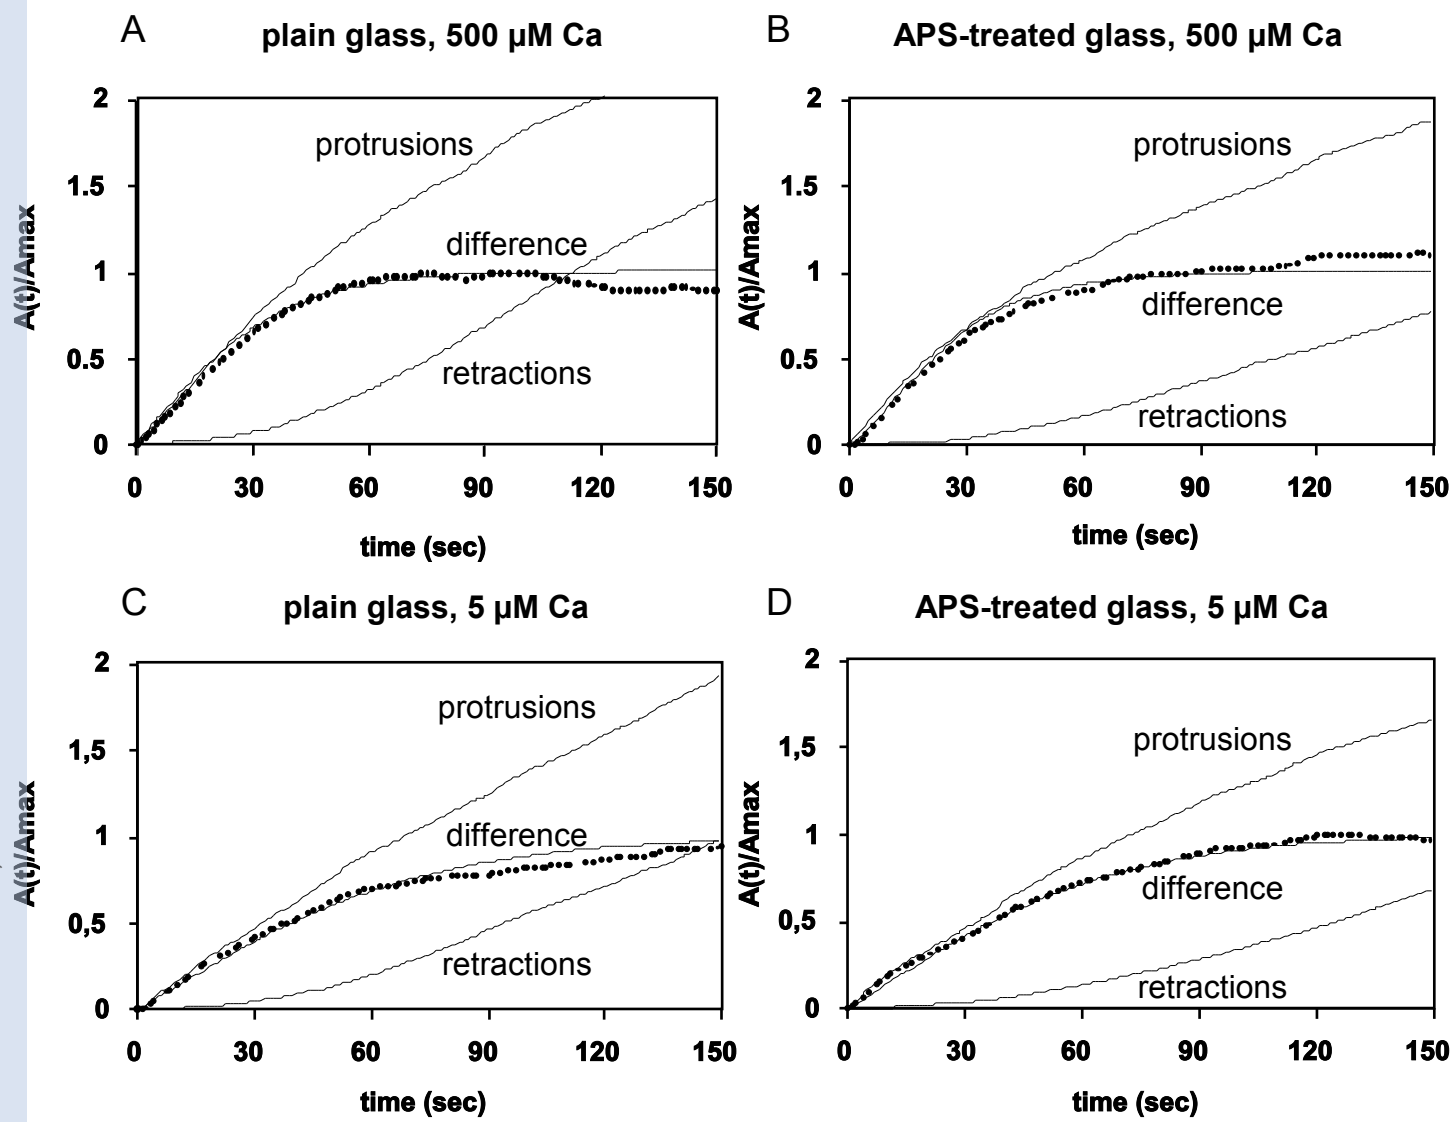 A
plain glass, 500 µM Ca
2
1.5
1
0.5
0
A(t)/Amax
protrusions
difference
retractions
0 30 60 90 120 150
time (sec)
B
APS-treated glass, 500 µM Ca
2
1.5
1
0.5
0
A(t)/Amax
protrusions
difference
retractions
0 30 60 90 120 150
time (sec)
C
plain glass, 5 µM Ca
2
1,5
1
0,5
0
A(t)/Amax
protrusions
difference
retractions
0 30 60 90 120 150
time (sec)
D
APS-treated glass, 5 µM Ca
2
1,5
1
0,5
0
A(t)/Amax
protrusions
difference
retractions
0 30 60 90 120 150
time (sec)